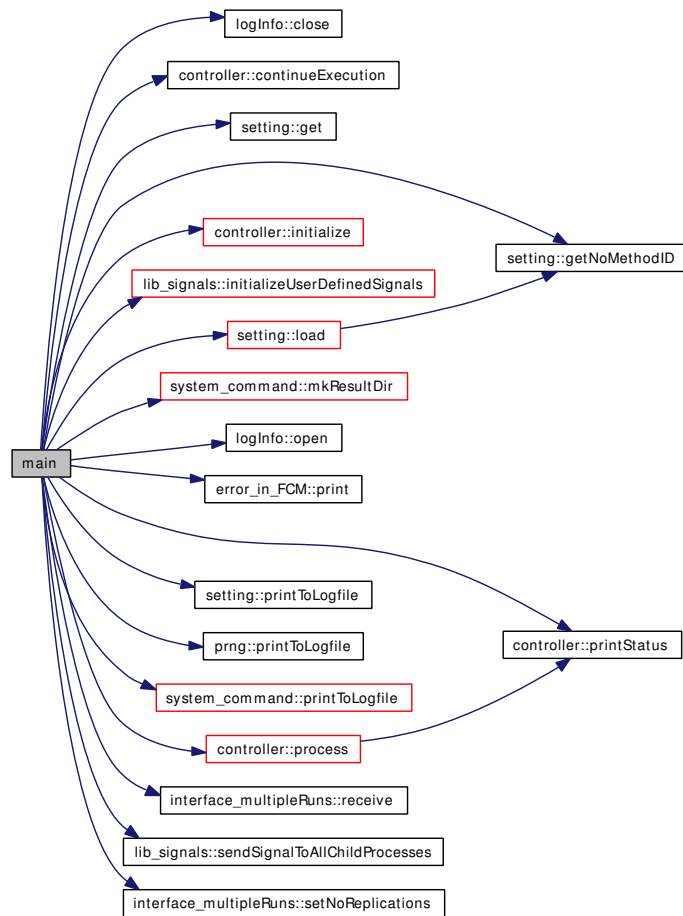 logInfo::close
controller::continueExecution
setting::get
controller::initialize
setting::getNoMethodID
lib_signals::initializeUserDefinedSignals
setting::load
system_command::mkResultDir
logInfo::open
main
error_in_FCM::print
setting::printToLogfile
prng::printToLogfile
controller::printStatus
system_command::printToLogfile
controller::process
interface_multipleRuns::receive
lib_signals::sendSignalToAllChildProcesses
interface_multipleRuns::setNoReplications